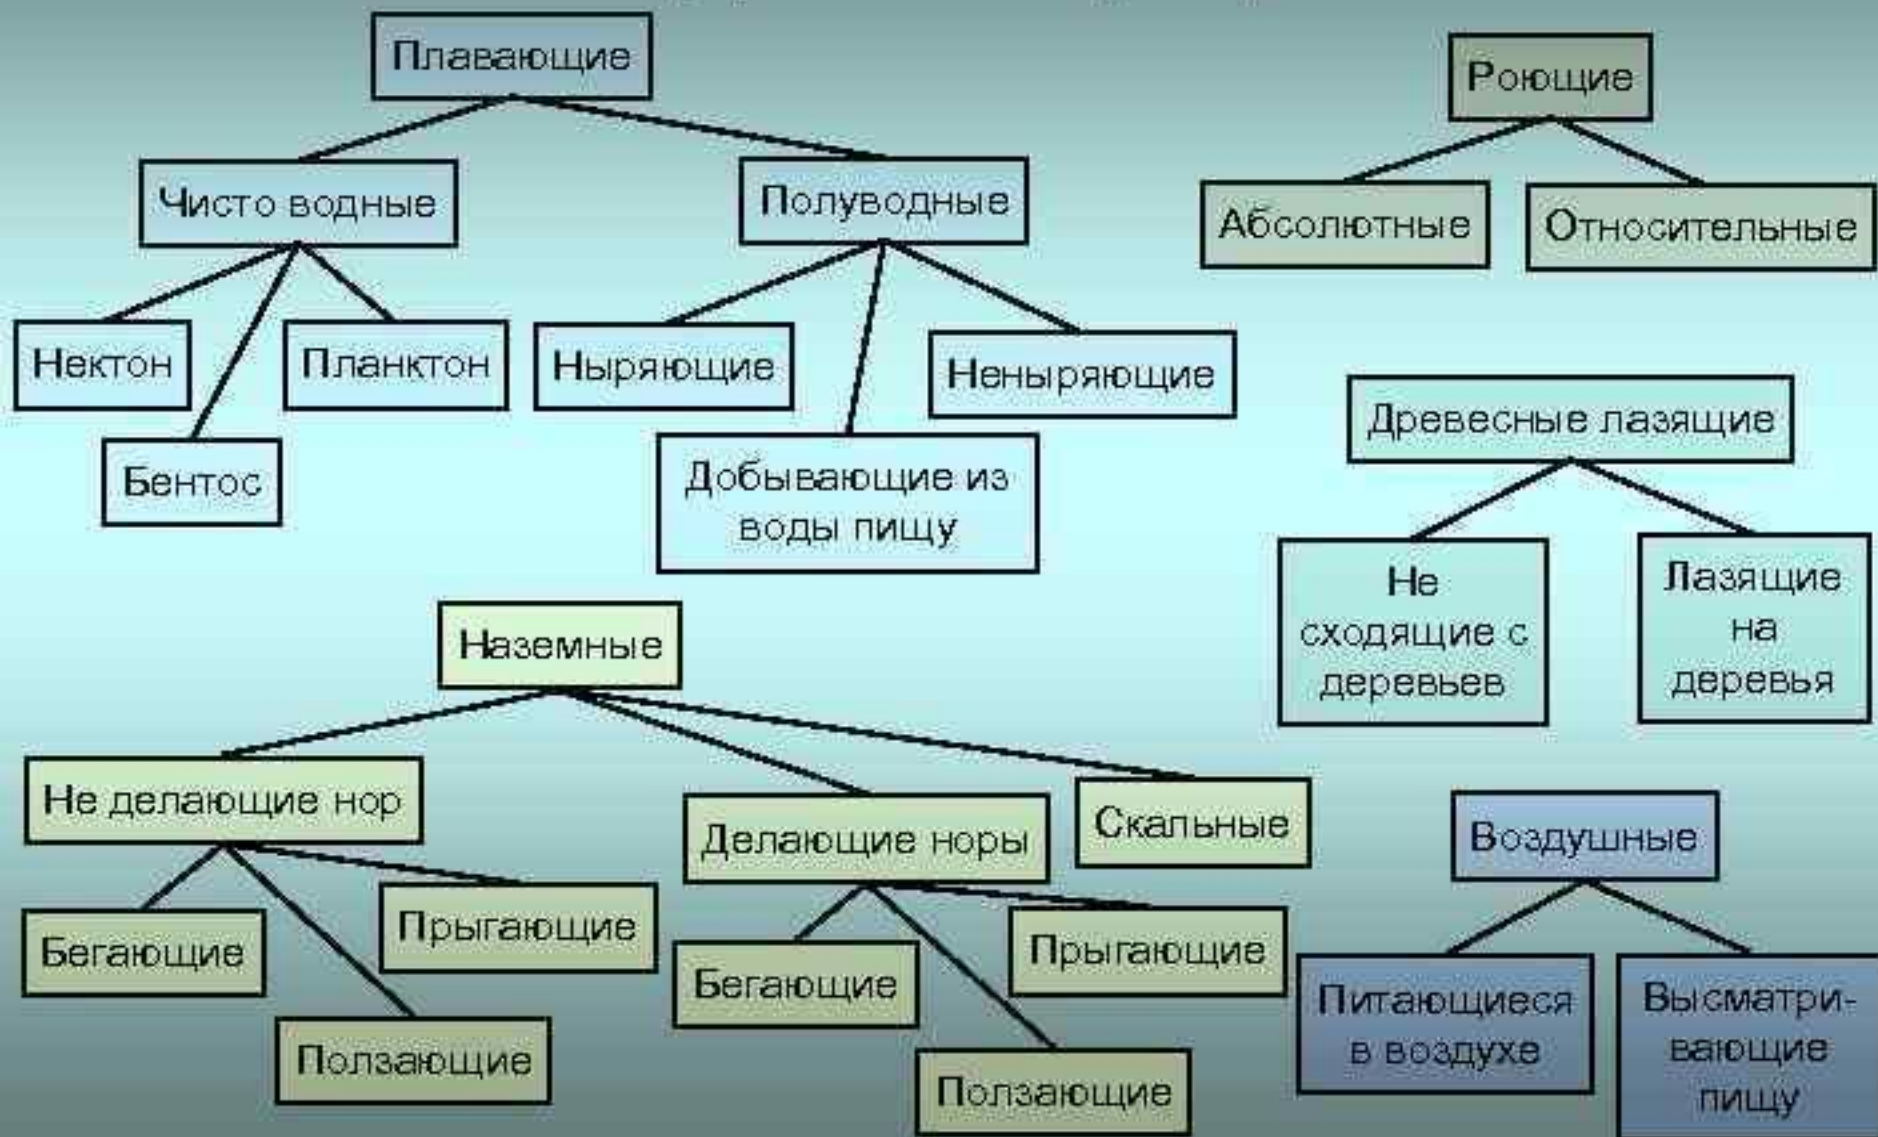 Плавающие
Чисто водные
Полуводные
Нектон
Бентос
Планктон
Ныряющие
Добывающие из
воды пищу
Неныряющие
Роющие
Абсолютные
Относительные
Древесные лазящие
Не
сходящие с
деревьев
Лазящие
на
деревья
Наземные
Не делающие нор
Бегающие
Ползающие
Прыгающие
Делающие норы
Бегающие
Ползающие
Прыгающие
Скальные
Воздушные
Питающиеся
в воздухе
Высматри-
вающие
пищу